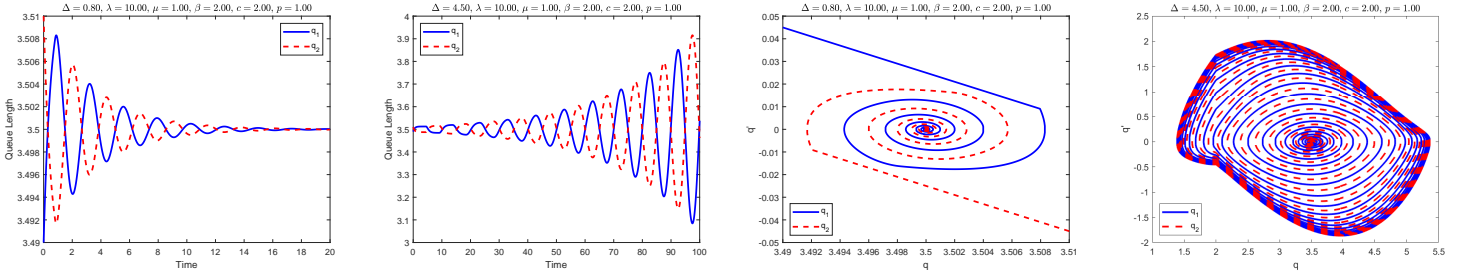 Δ = 0.80, λ = 10.00, μ = 1.00, β = 2.00, c = 2.00, p = 1.00
3.51
3.508
3.506
3.504
3.502
3.5
3.498
3.496
3.494
3.492
3.49
Queue Length
q1
q2
0 2 4 6 8 10 12 14 16 18 20
Time
Δ = 4.50, λ = 10.00, μ = 1.00, β = 2.00, c = 2.00, p = 1.00
4
3.9
3.8
3.7
3.6
3.5
3.4
3.3
3.2
3.1
3
Queue Length
q1
q2
0 10 20 30 40 50 60 70 80 90 100
Time
Δ = 0.80, λ = 10.00, μ = 1.00, β = 2.00, c = 2.00, p = 1.00
0.05
0.04
0.03
0.02
0.01
0
-0.01
-0.02
-0.03
-0.04
-0.05
q'
q1
q2
3.49 3.492 3.494 3.496 3.498 3.5 3.502 3.504 3.506 3.508 3.51
q
Δ = 4.50, λ = 10.00, μ = 1.00, β = 2.00, c = 2.00, p = 1.00
2.5
2
1.5
1
0.5
0
-0.5
-1
-1.5
-2
q'
q1
q2
1 1.5 2 2.5 3 3.5 4 4.5 5 5.5
q